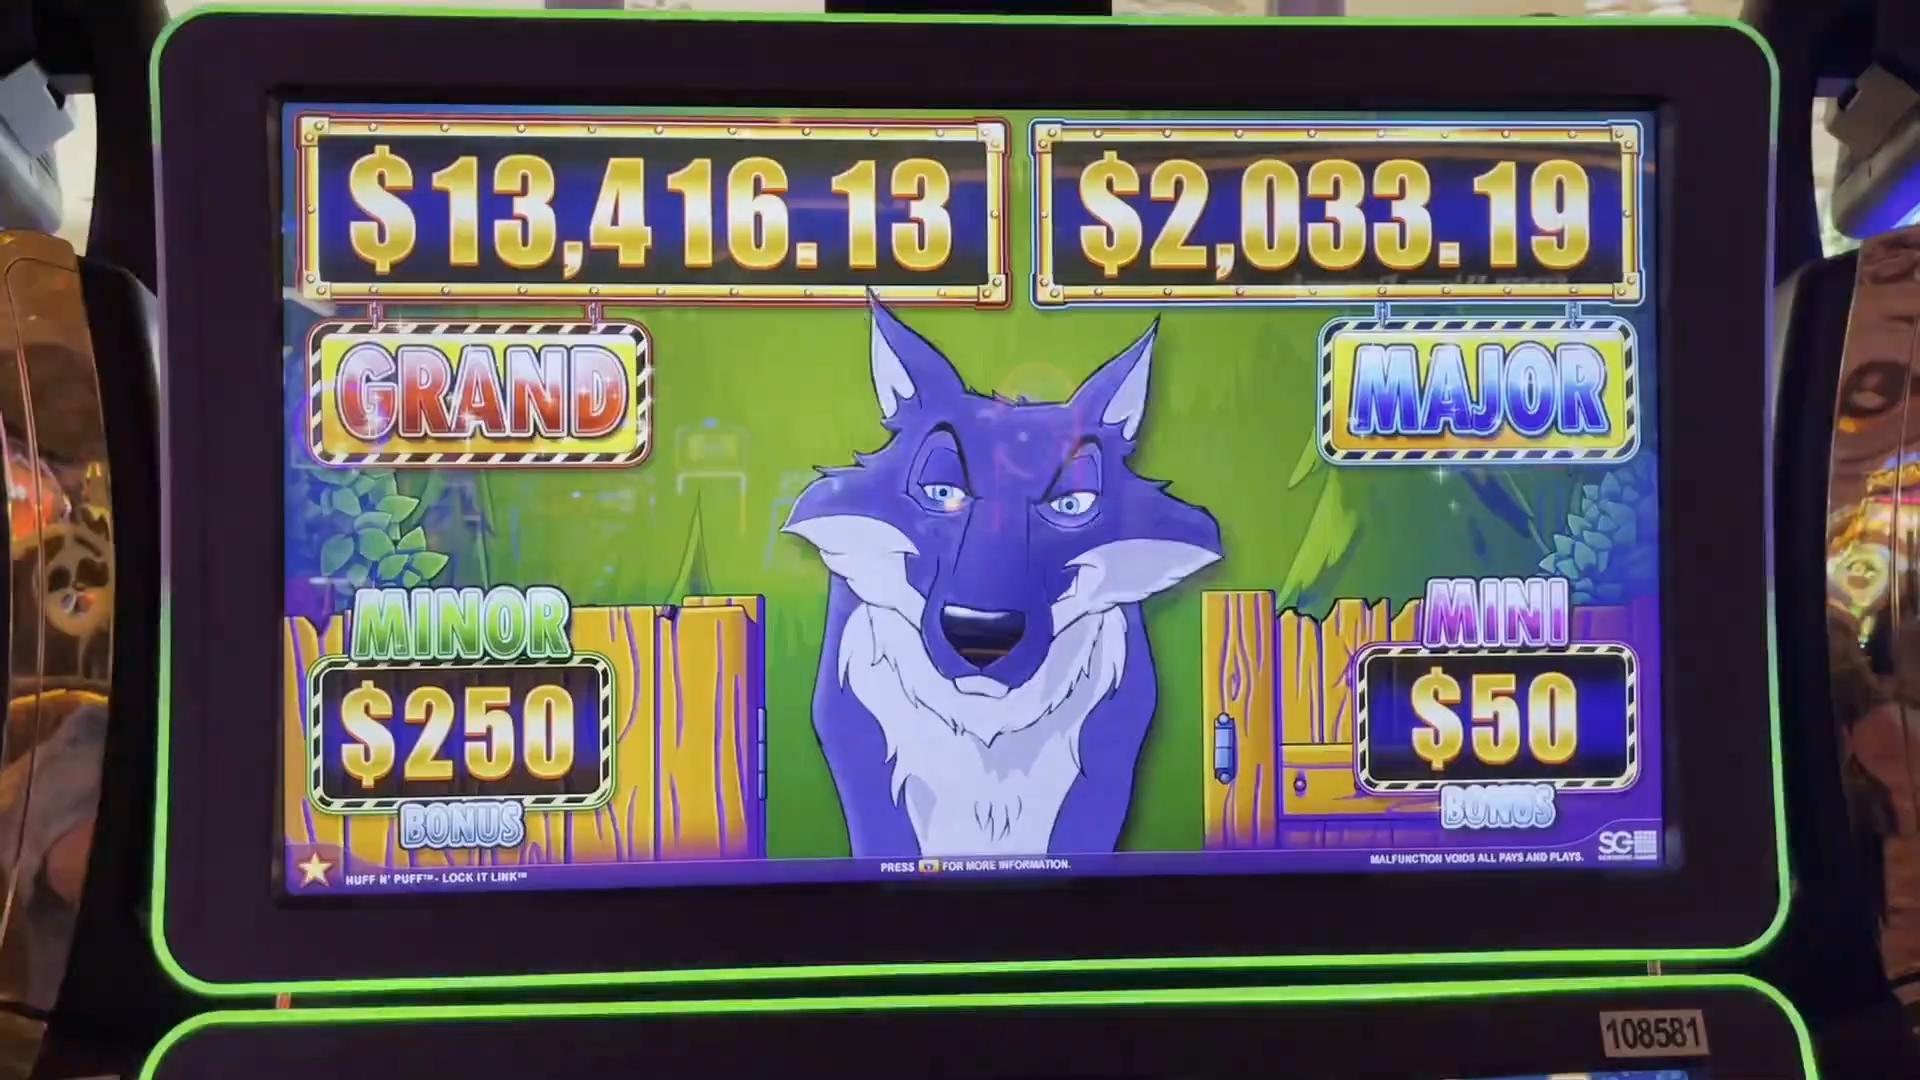 $13,416.13
$2,033.19
GRAND
MAJOR
MINOR
$250
BONUS
MINI
$50
BONUS
HUFF N' PUFF™ - LOCK IT LINK™
PRESS FOR MORE INFORMATION.
MALFUNCTION VOIDS ALL PAYS AND PLAYS.
SG
108581